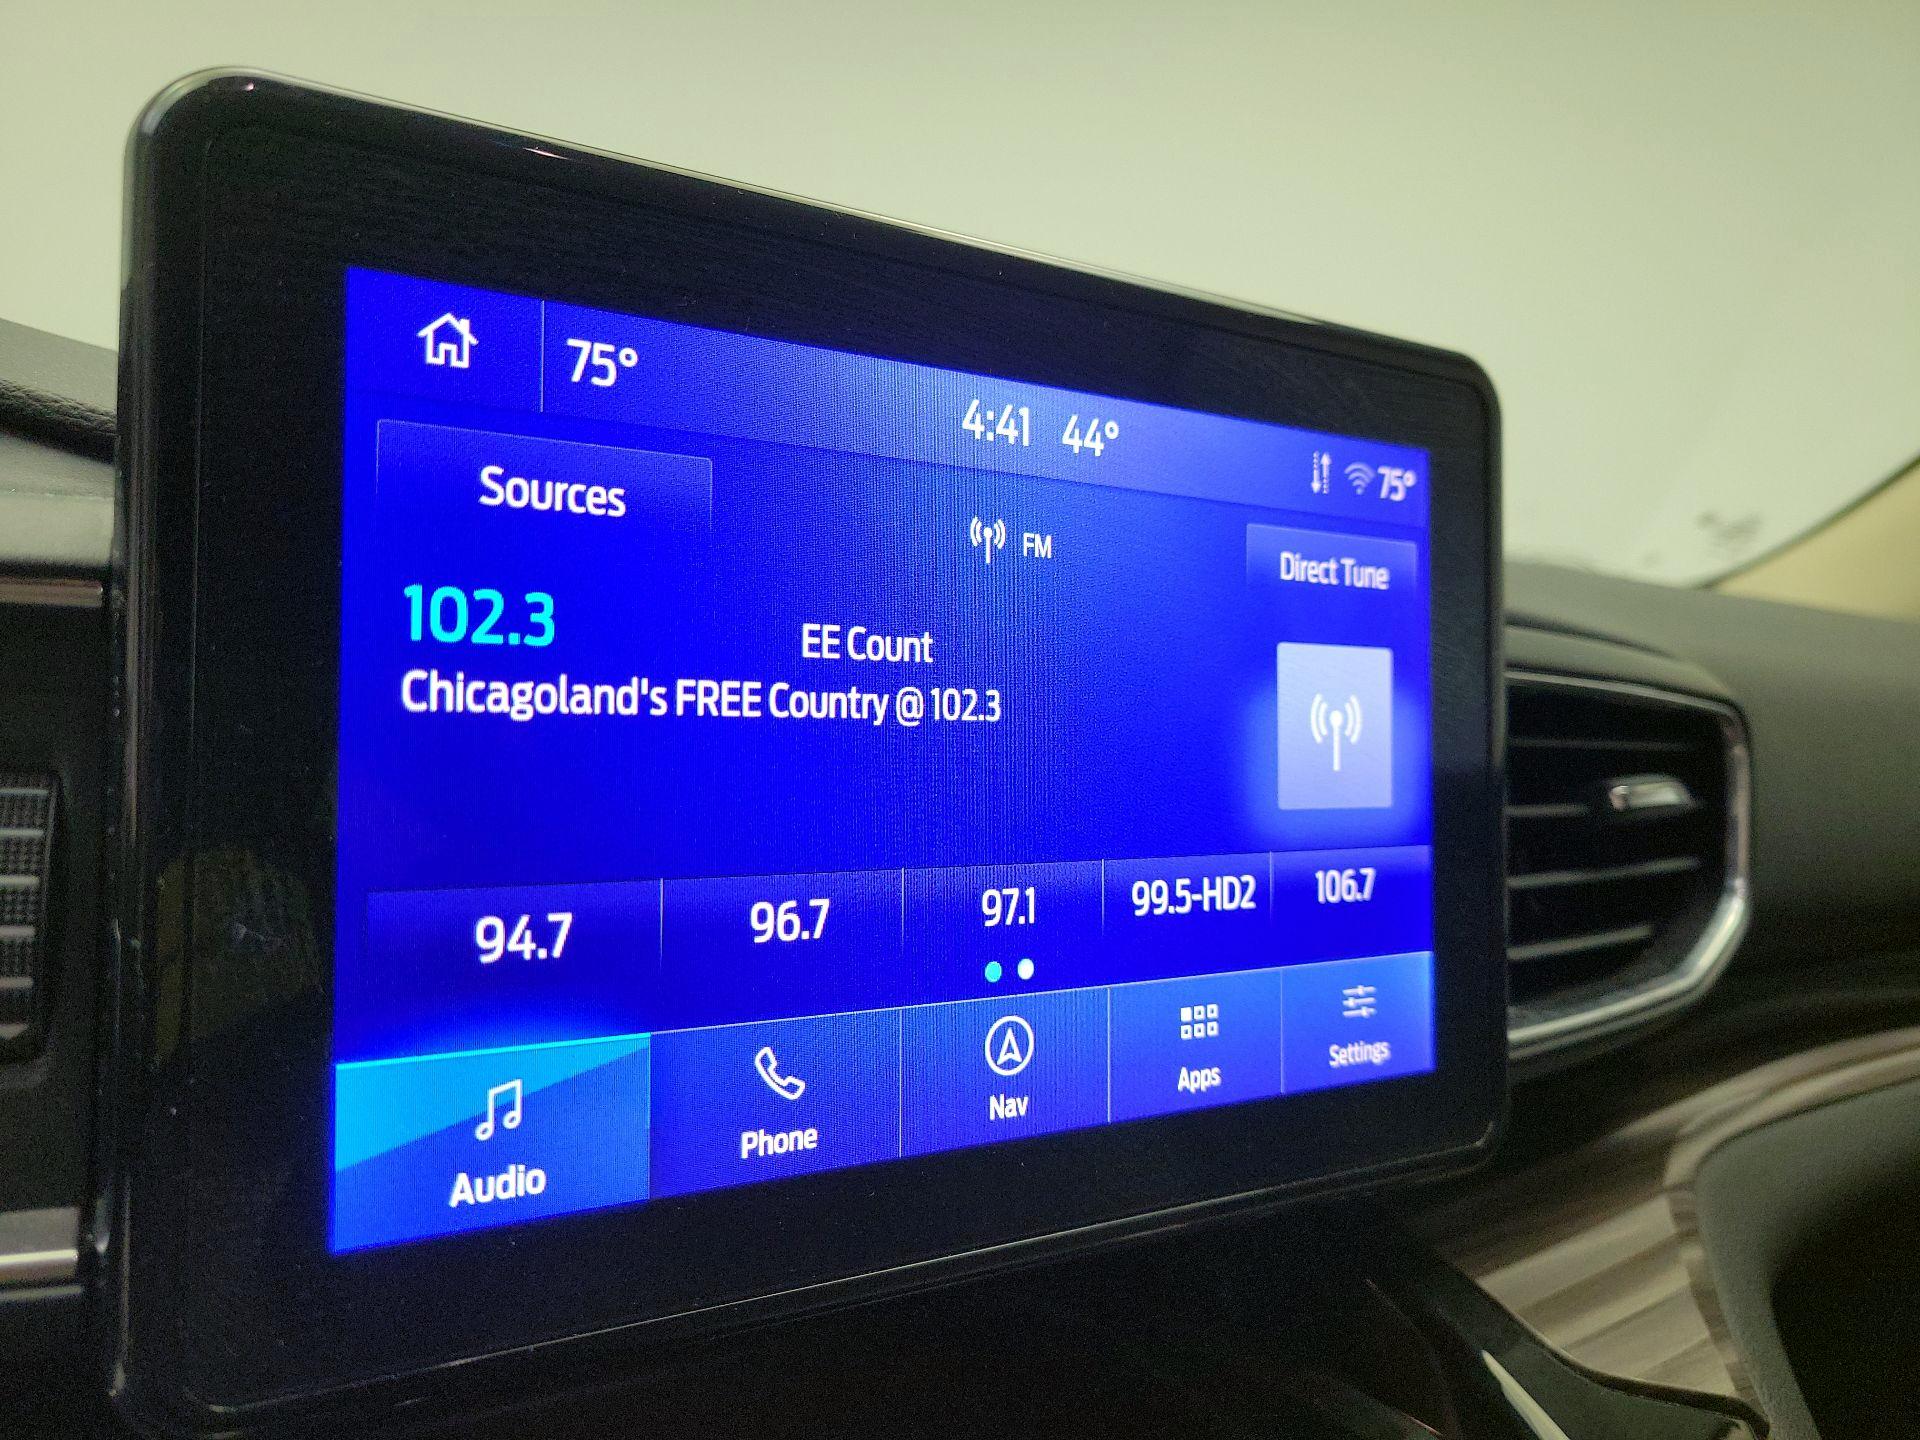 75° 4:41 44° 75°
Sources FM Direct Tune
102.3 EE Count
Chicagoland's FREE Country @ 102.3
94.7 96.7 97.1 99.5-HD2 106.7
Audio Phone Nav Apps Settings